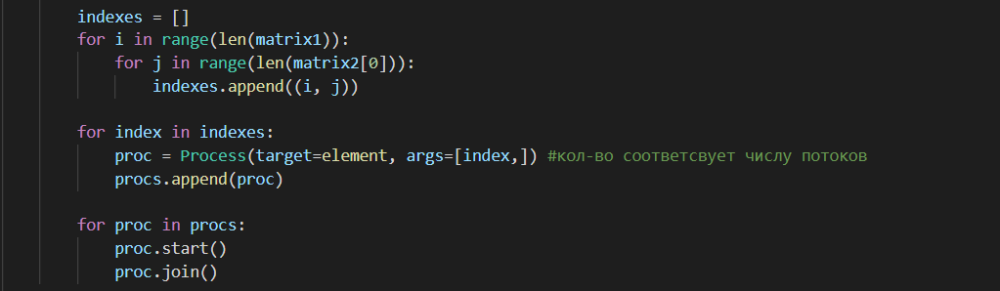 indexes = []
for i in range(len(matrix1)):
for j in range(len(matrix2[0])):
indexes.append((i, j))
for index in indexes:
proc = Process(target=element, args=[index,]) #кол-во соответсвует числу потоков
procs.append(proc)
for proc in procs:
proc.start()
proc.join()